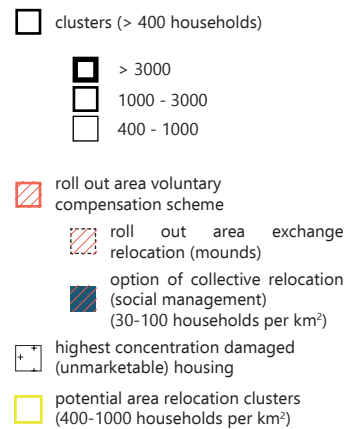 clusters (> 400 households)
> 3000
1000 - 3000
400 - 1000
roll out area voluntary
compensation scheme
roll out area exchange
relocation (mounds)
option of collective relocation
(social management)
(30-100 households per km²)
highest concentration damaged
(unmarketable) housing
potential area relocation clusters
(400-1000 households per km²)